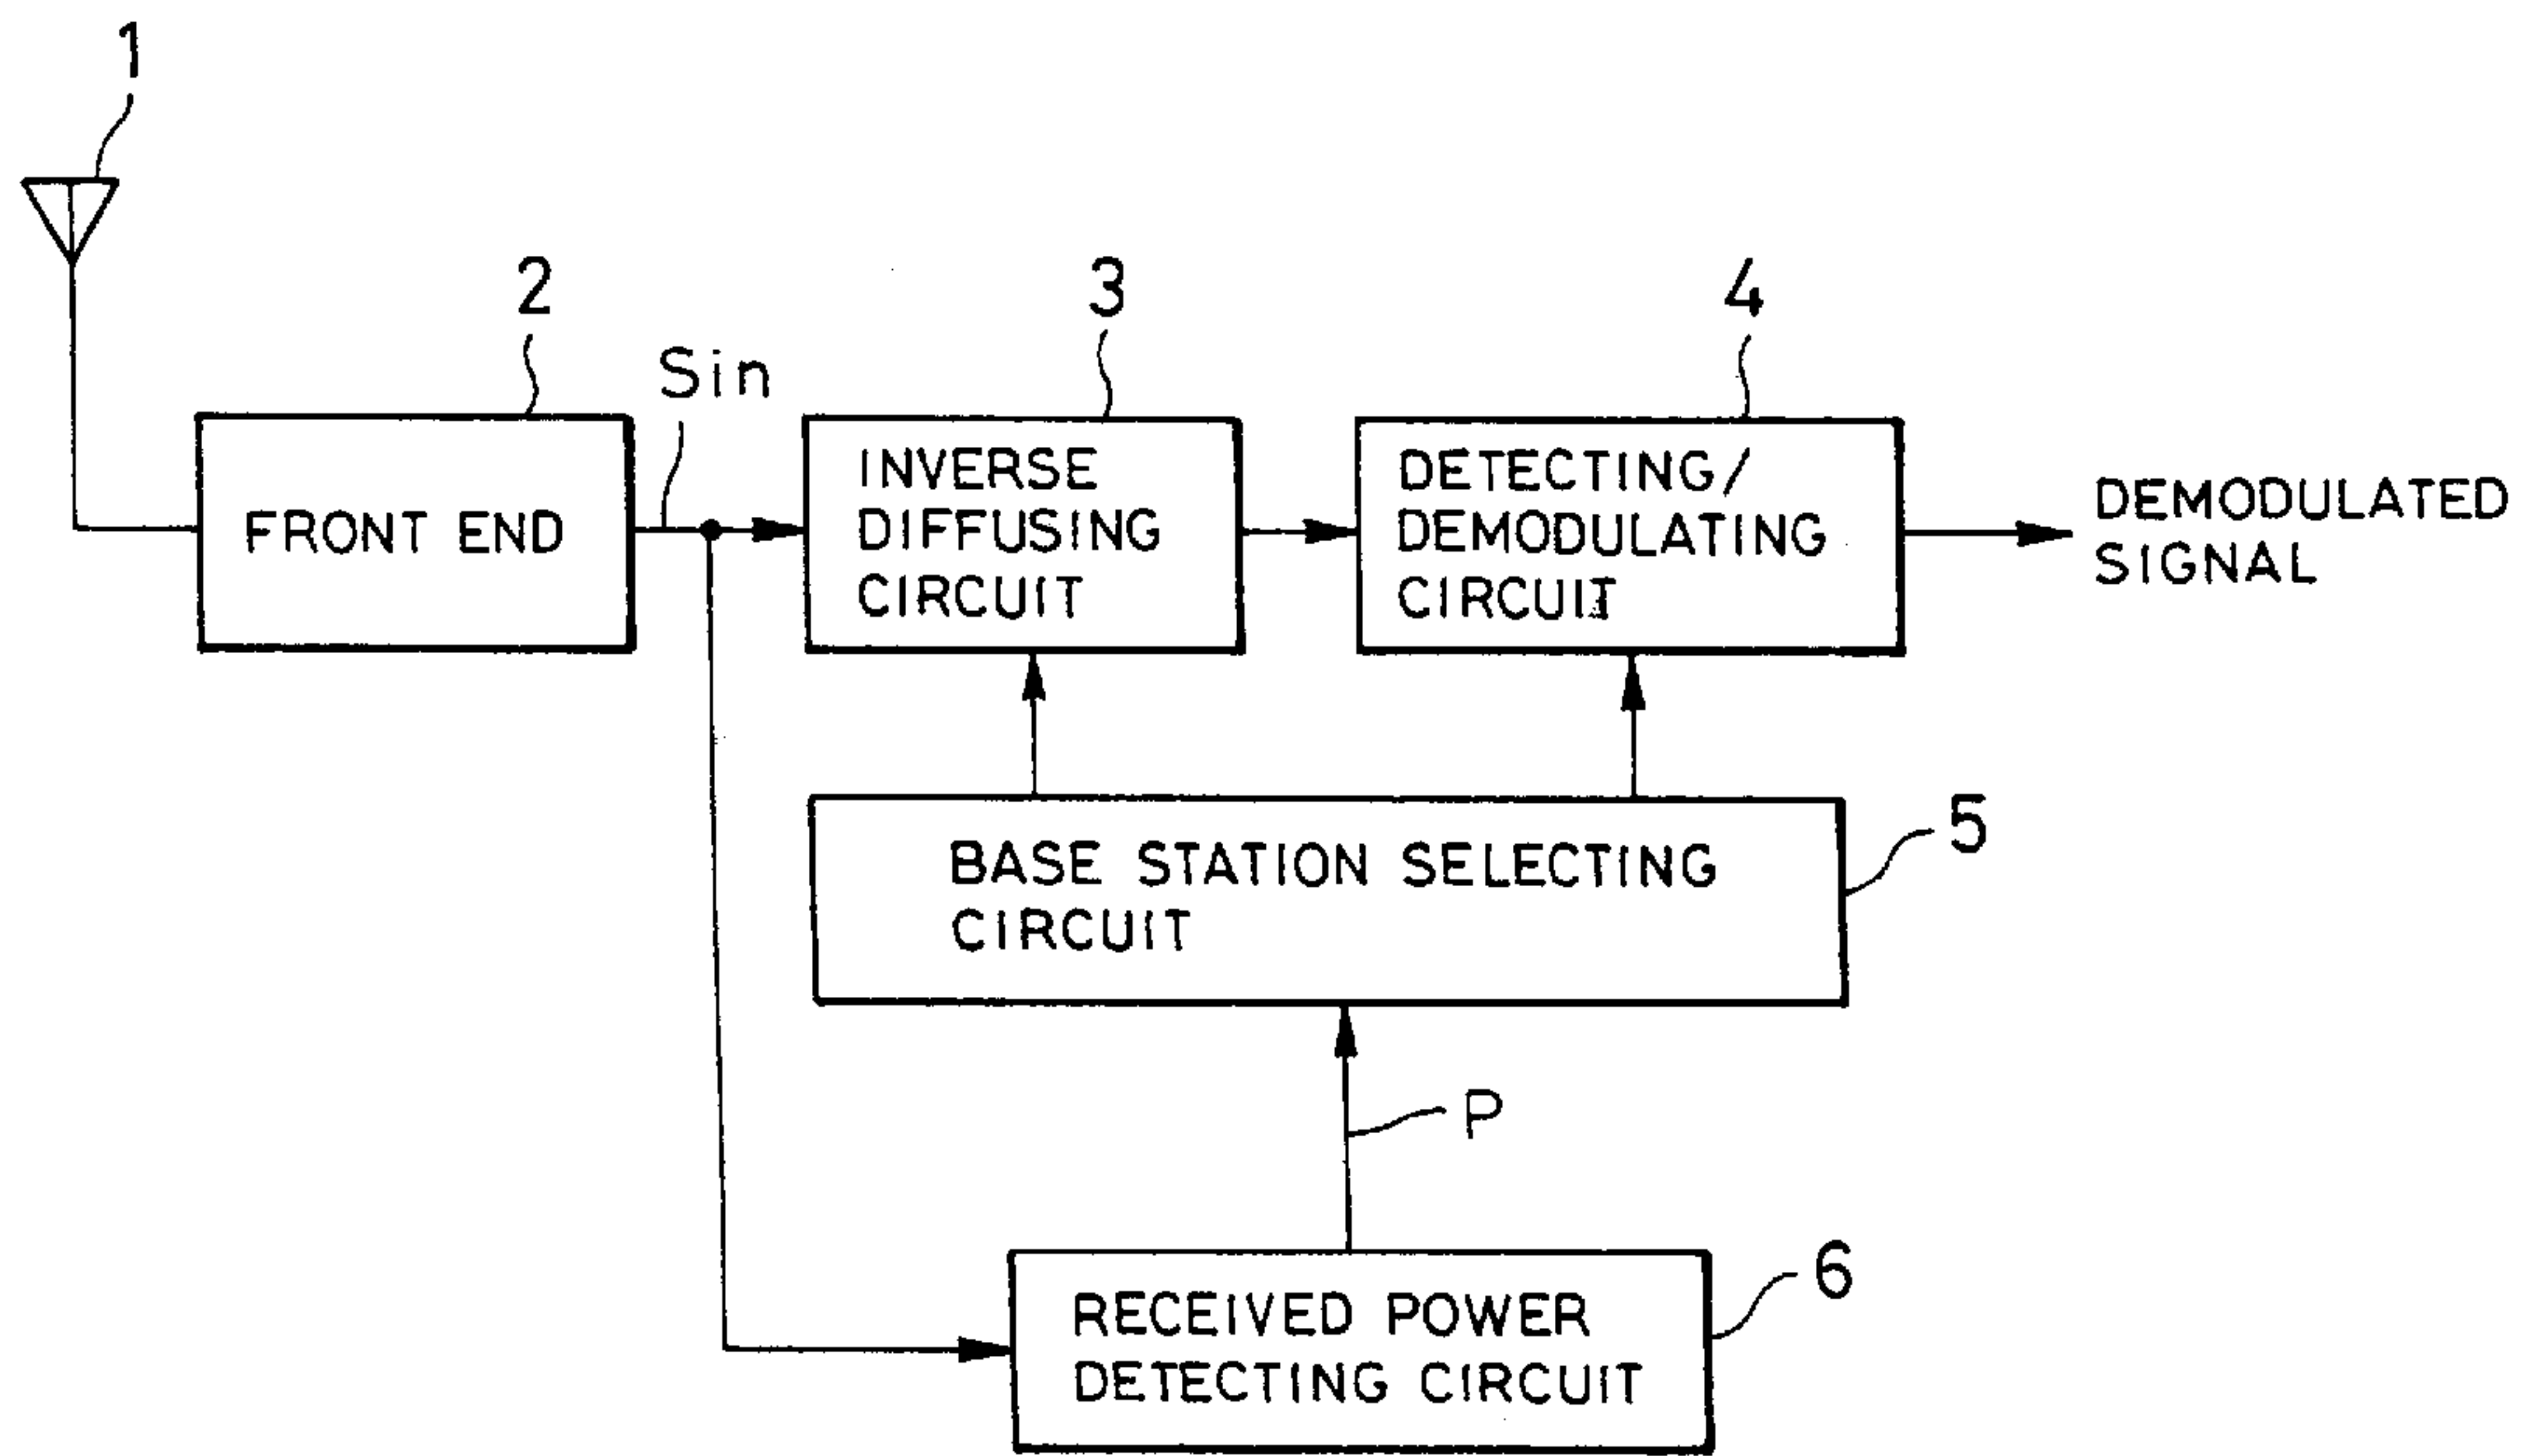 1
2
3
4
Sin
FRONT END
INVERSE
DIFFUSING
CIRCUIT
DETECTING/
DEMODULATING
CIRCUIT
DEMODULATED
SIGNAL
BASE STATION SELECTING
CIRCUIT
5
P
RECEIVED POWER
DETECTING CIRCUIT
6